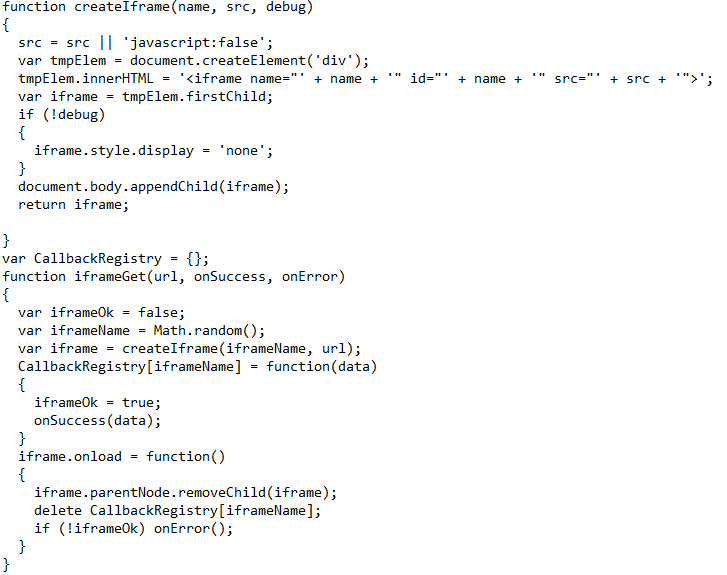 function createIframe(name, src, debug)
{
  src = src || 'javascript:false';
  var tmpElem = document.createElement('div');
  tmpElem.innerHTML = '<iframe name="' + name + '" id="' + name + '" src="' + src + '">';
  var iframe = tmpElem.firstChild;
  if (!debug)
  {
    iframe.style.display = 'none';
  }
  document.body.appendChild(iframe);
  return iframe;

}
var CallbackRegistry = {};
function iframeGet(url, onSuccess, onError)
{
  var iframeOk = false;
  var iframeName = Math.random();
  var iframe = createIframe(iframeName, url);
  CallbackRegistry[iframeName] = function(data)
  {
    iframeOk = true;
    onSuccess(data);
  }
  iframe.onload = function()
  {
    iframe.parentNode.removeChild(iframe);
    delete CallbackRegistry[iframeName];
    if (!iframeOk) onError();
  }
}